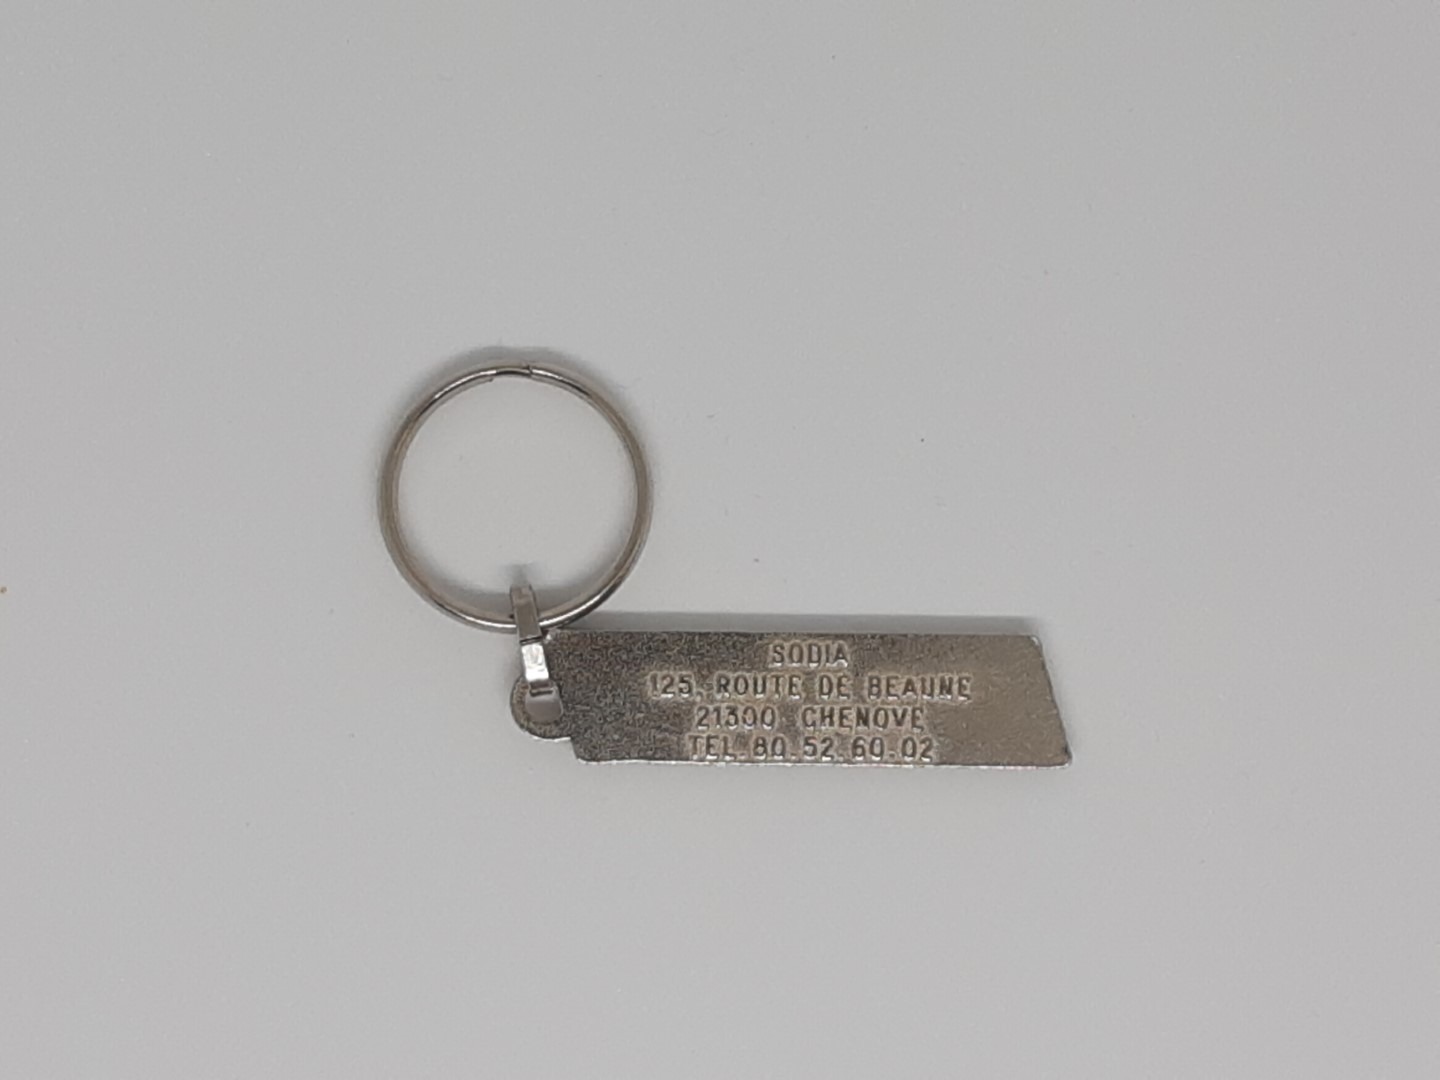 SODIA
125, ROUTE DE BEAUNE
21300 CHENOVE
TEL. 80.52.60.02